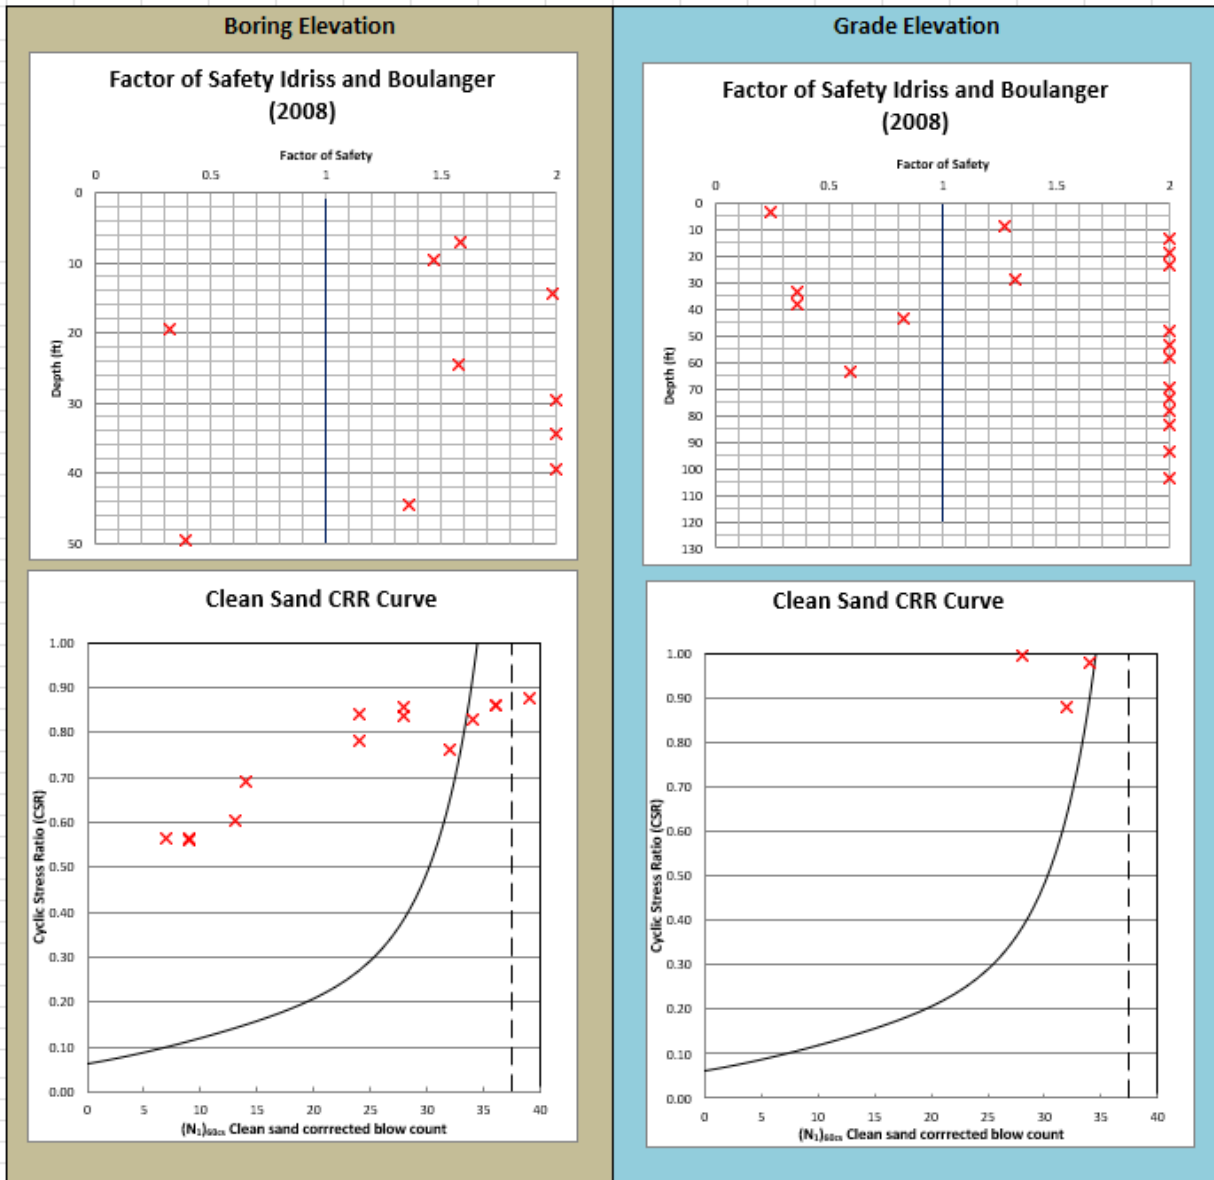 Boring Elevation
Factor of Safety Idriss and Boulanger
(2008)
Factor of Safety
0 0.5 1 1.5 2
0
10
20
30
40
50
Depth (ft)
Clean Sand CRR Curve
1.00
0.90
0.80
0.70
0.60
0.50
0.40
0.30
0.20
0.10
0.00
Cyclic Stress Ratio (CSR)
0 5 10 15 20 25 30 35 40
(N₁)₆₀cs Clean sand corrrected blow count
Grade Elevation
Factor of Safety Idriss and Boulanger
(2008)
Factor of Safety
0 0.5 1 1.5 2
0
10
20
30
40
50
60
70
80
90
100
110
120
130
Depth (ft)
Clean Sand CRR Curve
1.00
0.90
0.80
0.70
0.60
0.50
0.40
0.30
0.20
0.10
0.00
Cyclic Stress Ratio (CSR)
0 5 10 15 20 25 30 35 40
(N₁)₆₀cs Clean sand corrrected blow count